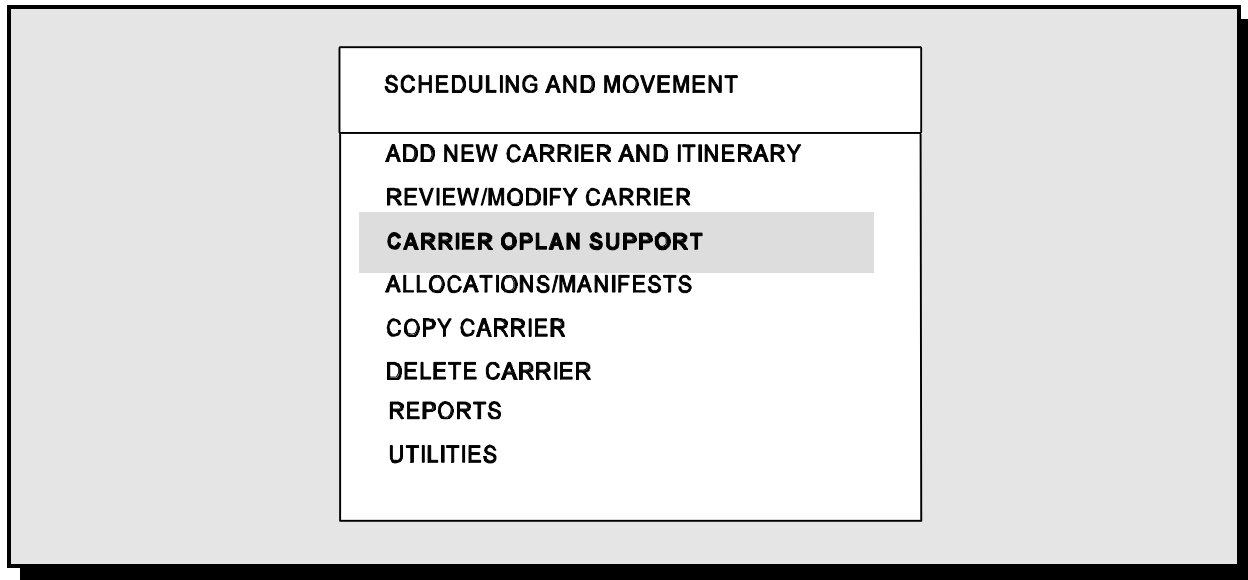 SCHEDULING AND MOVEMENT
ADD NEW CARRIER AND ITINERARY
REVIEW/MODIFY CARRIER
CARRIER OPLAN SUPPORT
ALLOCATIONS/MANIFESTS
COPY CARRIER
DELETE CARRIER
REPORTS
UTILITIES